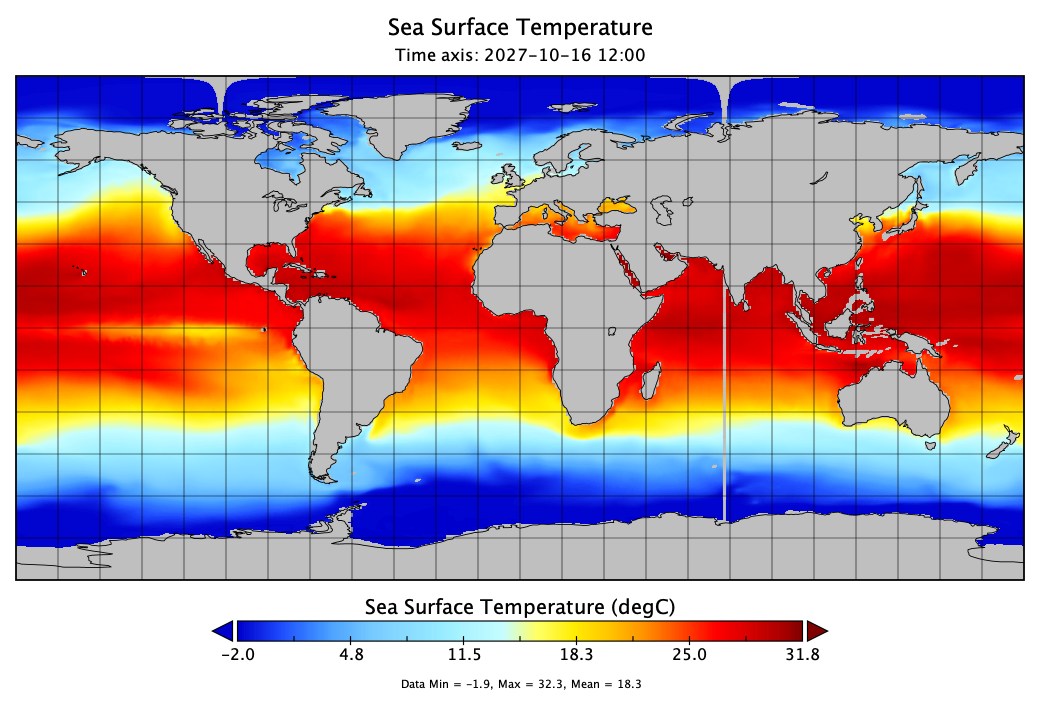 Sea Surface Temperature
Time axis: 2027-10-16 12:00
Sea Surface Temperature (degC)
-2.0 4.8 11.5 18.3 25.0 31.8
Data Min = -1.9, Max = 32.3, Mean = 18.3